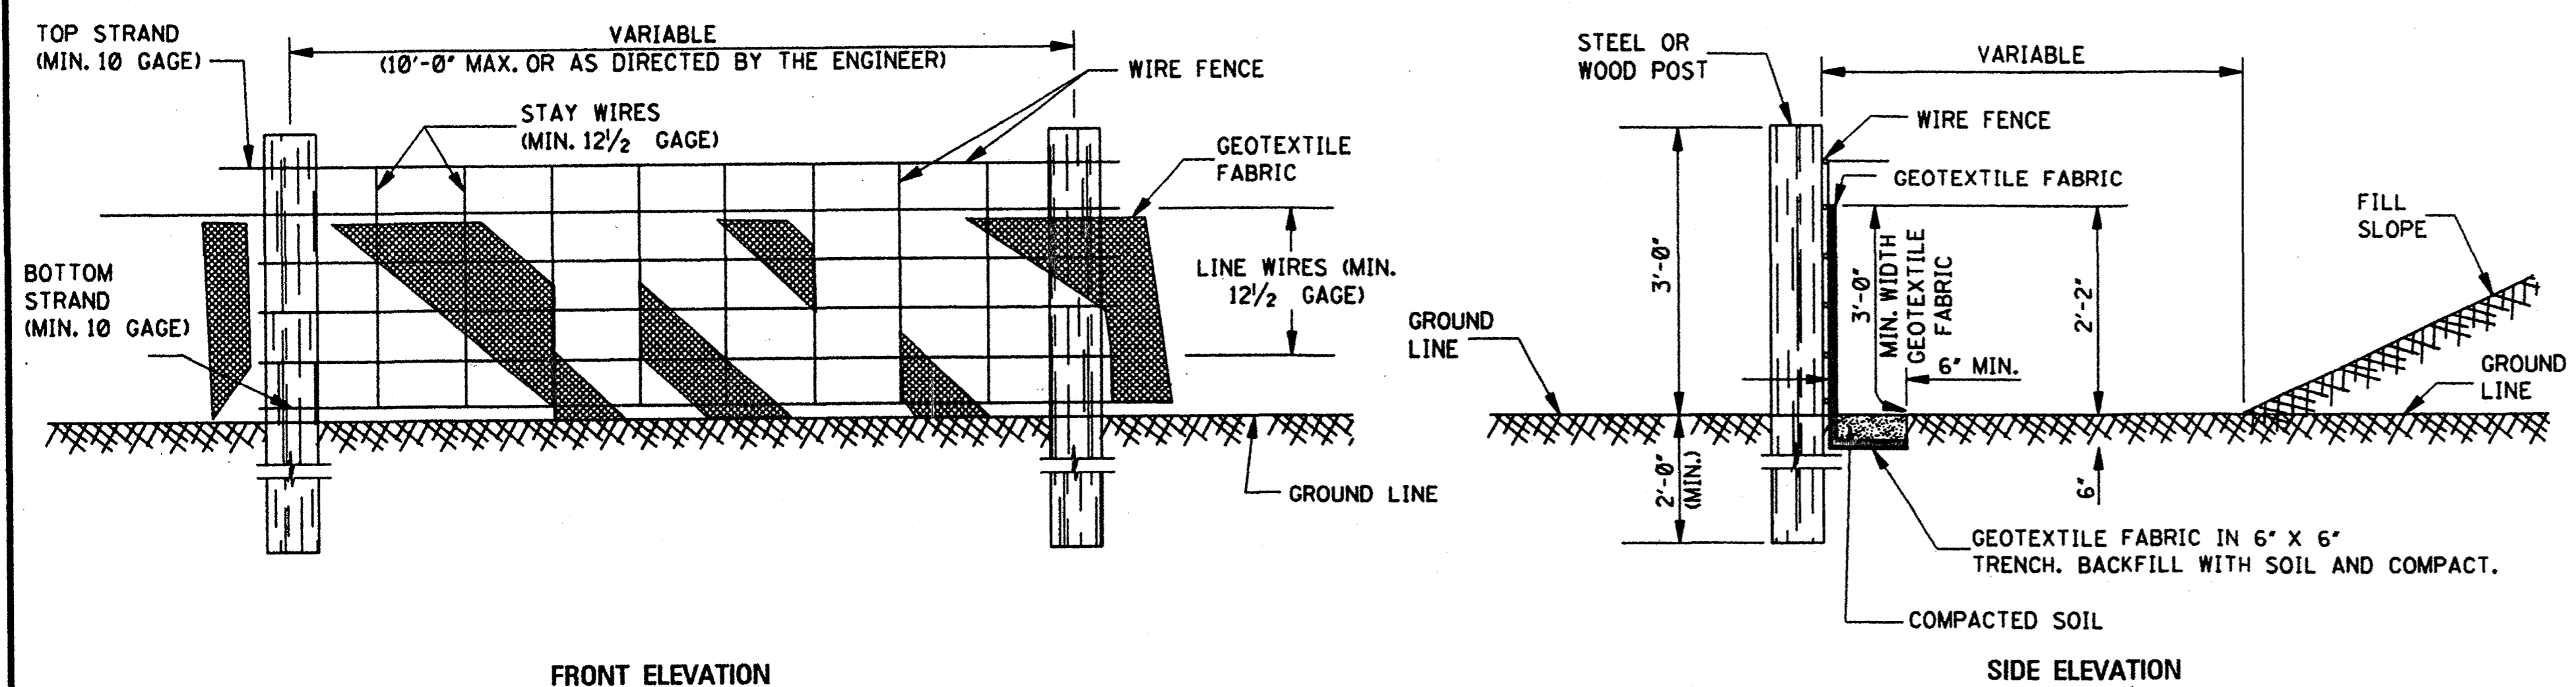 TOP STRAND
(MIN. 10 GAGE)
VARIABLE
(10'-0" MAX. OR AS DIRECTED BY THE ENGINEER)
WIRE FENCE
STAY WIRES
(MIN. 12 1/2 GAGE)
GEOTEXTILE
FABRIC
BOTTOM
STRAND
(MIN. 10 GAGE)
LINE WIRES (MIN.
12 1/2 GAGE)
GROUND LINE
FRONT ELEVATION
STEEL OR
WOOD POST
VARIABLE
WIRE FENCE
GEOTEXTILE FABRIC
FILL
SLOPE
3'-0"
3'-0"
MIN. WIDTH
GEOTEXTILE
FABRIC
2'-2"
GROUND
LINE
6" MIN.
GROUND
LINE
2'-0"
(MIN.)
6"
GEOTEXTILE FABRIC IN 6" X 6"
TRENCH. BACKFILL WITH SOIL AND COMPACT.
COMPACTED SOIL
SIDE ELEVATION